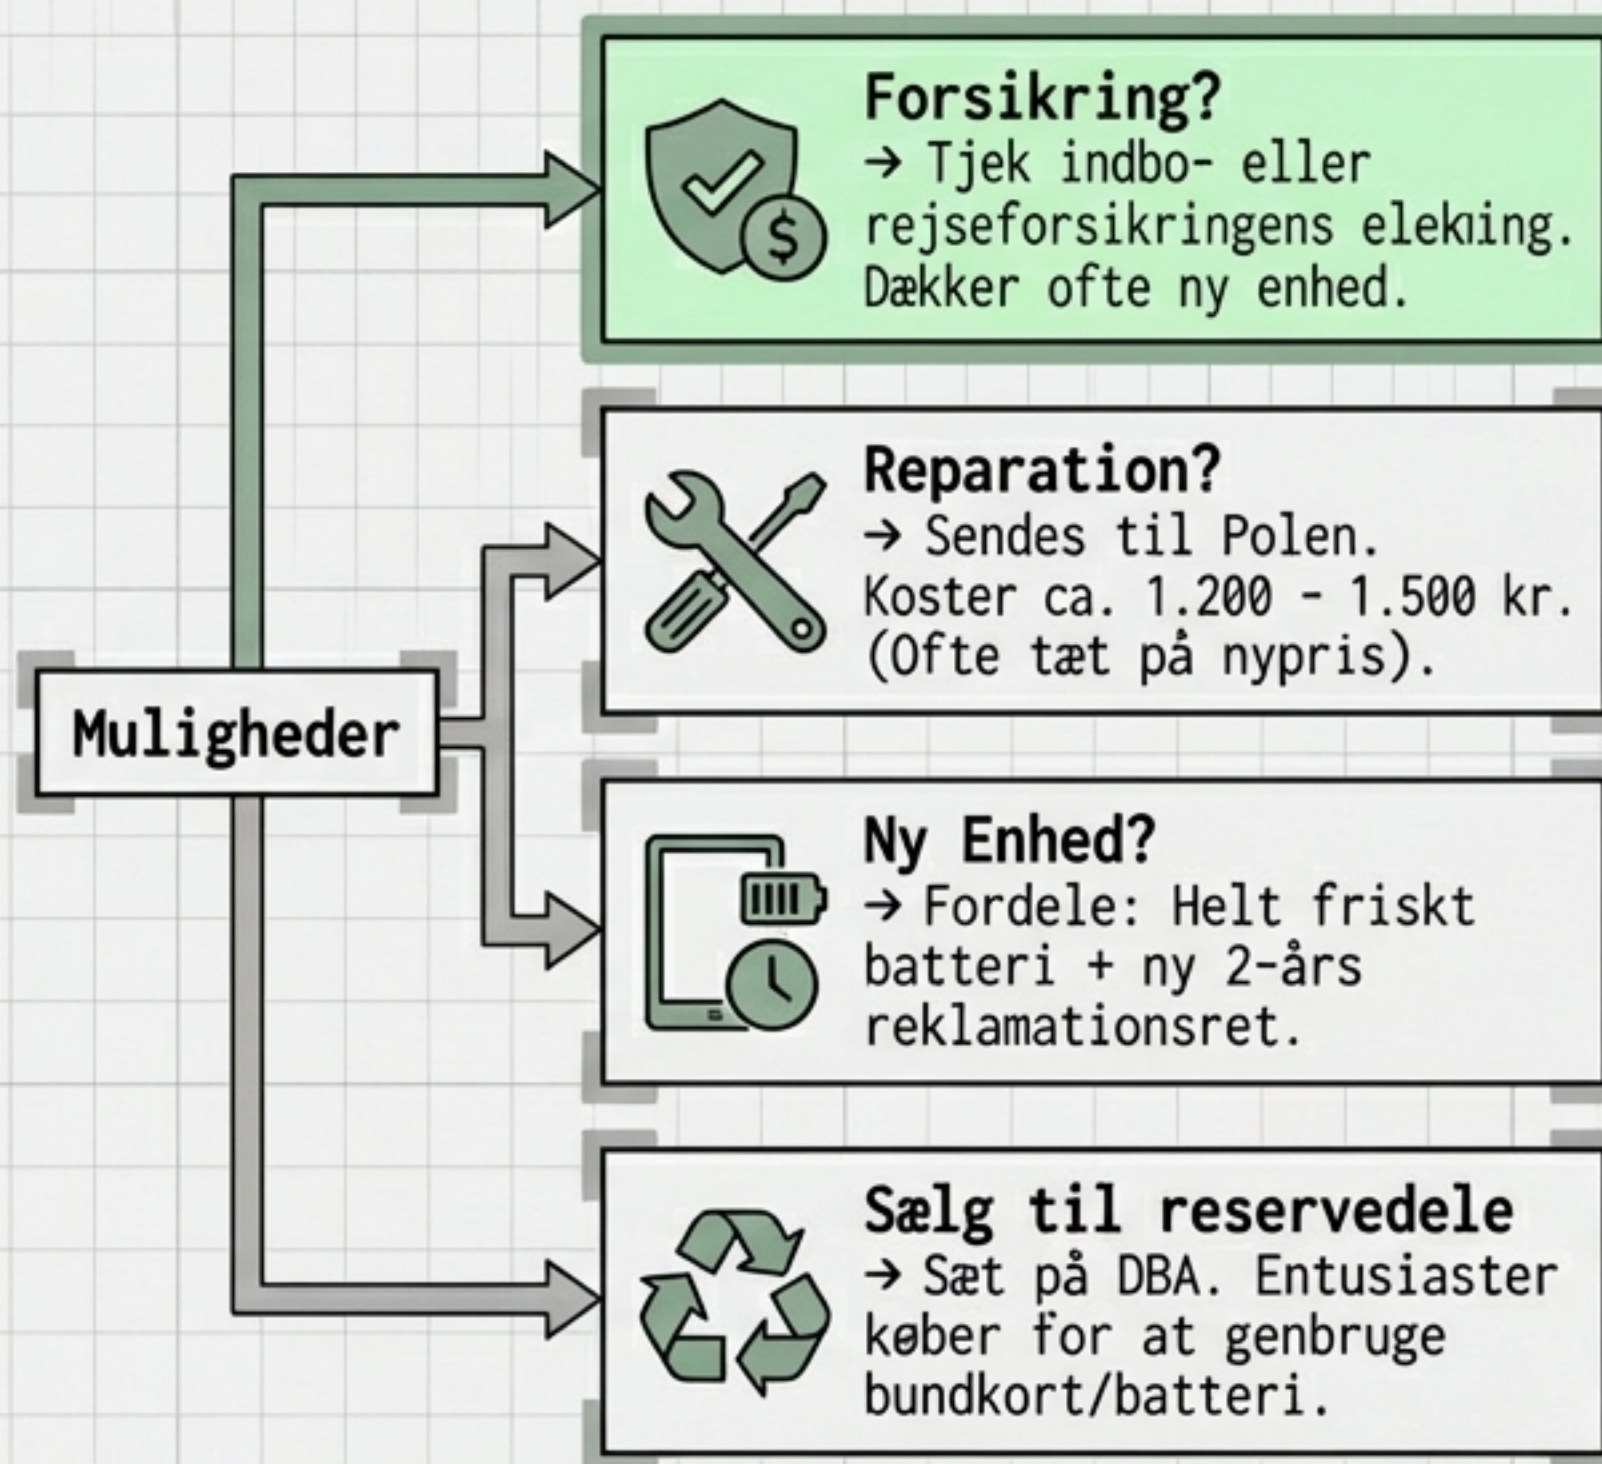 Forsikring?
→ Tjek indbo- eller
rejseforsikringens
Dækker ofte ny enhed.
$
Reparation?
→ Sendes til Polen.
Koster ca. 1.200 - 1.500 kr.
(Ofte tæt på nypris).
Muligheder
Ny Enhed?
→ Fordele: Helt friskt
batteri + ny 2-års
reklamationsret.
Sælg til reservedele
→ Sæt på DBA. Entusiaster
køber for at genbruge
bundkort/batteri.